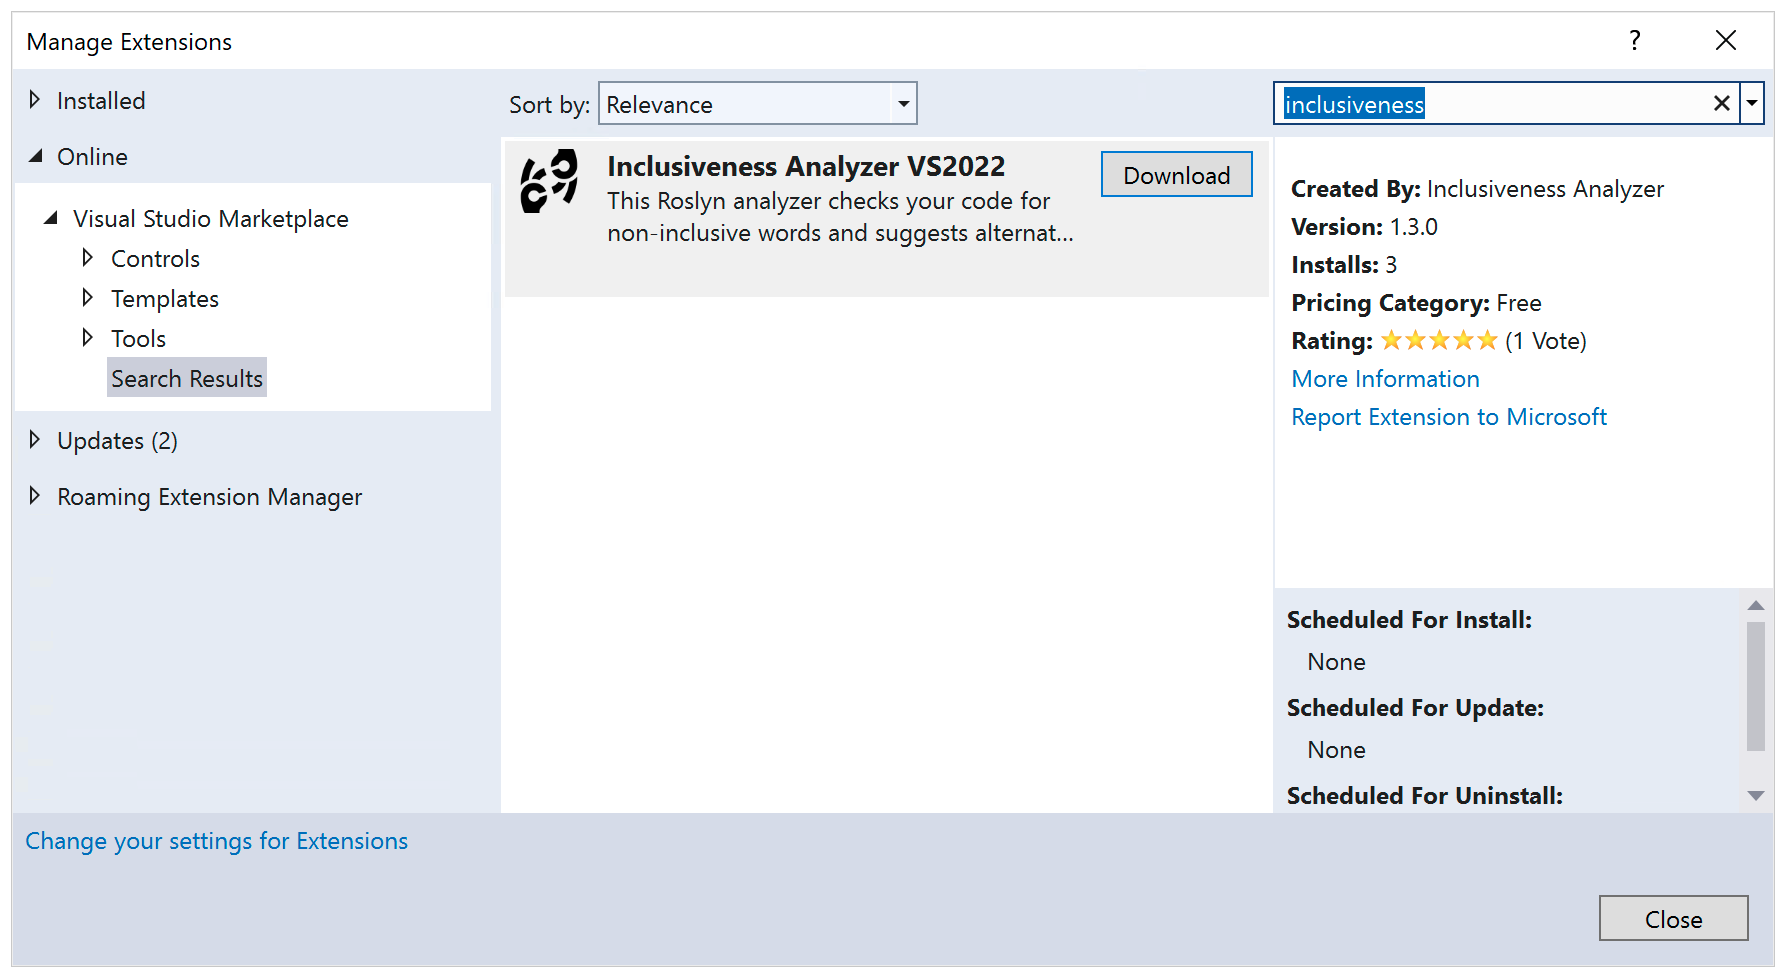 Manage Extensions
?
Installed
Online
Visual Studio Marketplace
Controls
Templates
Tools
Search Results
Updates (2)
Roaming Extension Manager
Sort by: Relevance
Inclusiveness Analyzer VS2022
This Roslyn analyzer checks your code for
non-inclusive words and suggests alternat...
Download
inclusiveness
Created By: Inclusiveness Analyzer
Version: 1.3.0
Installs: 3
Pricing Category: Free
Rating: (1 Vote)
More Information
Report Extension to Microsoft
Scheduled For Install:
None
Scheduled For Update:
None
Scheduled For Uninstall:
Change your settings for Extensions
Close